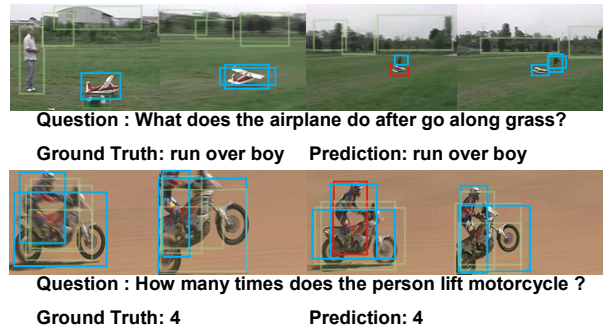 Question : What does the airplane do after go along grass?
Ground Truth: run over boy Prediction: run over boy
Question : How many times does the person lift motorcycle ?
Ground Truth: 4 Prediction: 4